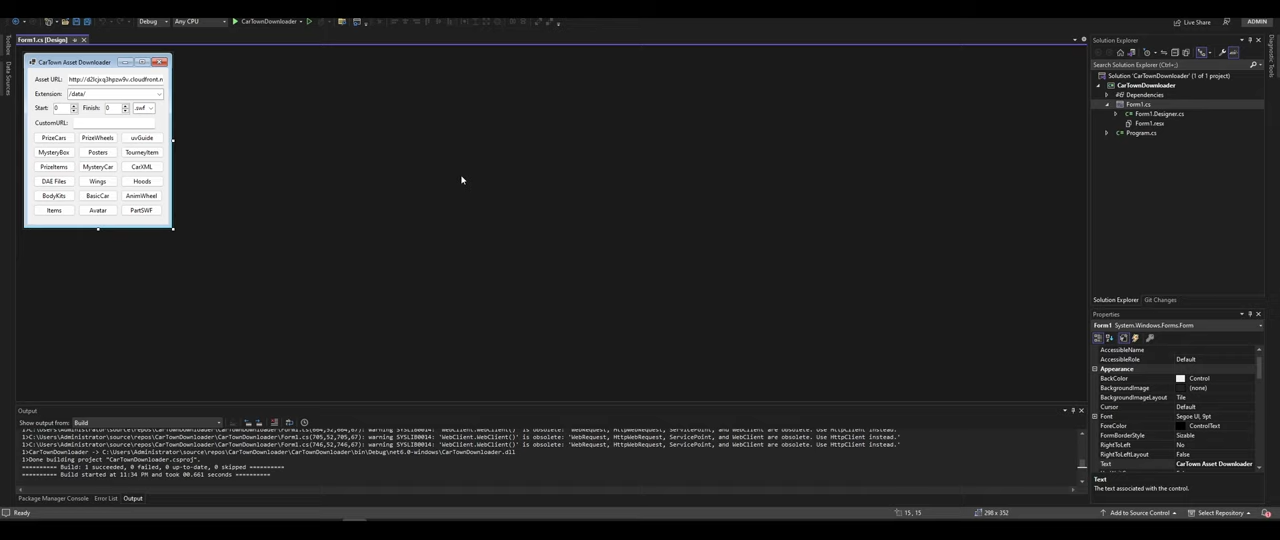 Debug
Any CPU
CarTownDownloader
Live Share
ADMIN
Form1.cs [Design]
Toolbox
Data Sources
CarTown Asset Downloader
Asset URL:
Extension: /data/
Start: 0 Finish: 0 .swf
CustomURL:
PrizeCars PrizeWheels uvGuide
MysteryBox Posters TourneyItem
PrizeItems MysteryCar CarXML
DAE Files Wings Hoods
BodyKits BasicCar AnimWheel
Items Avatar PartSWF
Solution Explorer
Search Solution Explorer (Ctrl+;)
Solution 'CarTownDownloader' (1 of 1 project)
CarTownDownloader
Dependencies
Form1.cs
Form1.Designer.cs
Form1.resx
Program.cs
Diagnostic Tools
Solution Explorer Git Changes
Properties
Form1 System.Windows.Forms.Form
AccessibleName
AccessibleRole Default
Appearance
BackColor Control
BackgroundImage (none)
BackgroundImageLayout Tile
Cursor Default
Font Segoe UI, 9pt
ForeColor ControlText
FormBorderStyle Sizable
RightToLeft No
RightToLeftLayout False
Text CarTown Asset Downloader
Text
The text associated with the control.
Output
Show output from: Build
1>C:\Users\Administrator\source\repos\CarTownDownloader\CarTownDownloader\Form1.cs(705,52,705,67): warning SYSLIB0014: 'WebClient.WebClient()' is obsolete: 'WebRequest, HttpWebRequest, ServicePoint, and WebClient are obsolete. Use HttpClient instead.'
1>C:\Users\Administrator\source\repos\CarTownDownloader\CarTownDownloader\Form1.cs(746,52,746,67): warning SYSLIB0014: 'WebClient.WebClient()' is obsolete: 'WebRequest, HttpWebRequest, ServicePoint, and WebClient are obsolete. Use HttpClient instead.'
1>CarTownDownloader -> C:\Users\Administrator\source\repos\CarTownDownloader\CarTownDownloader\bin\Debug\net6.0-windows\CarTownDownloader.dll
1>Done building project "CarTownDownloader.csproj".
========== Build: 1 succeeded, 0 failed, 0 up-to-date, 0 skipped ==========
========== Build started at 11:34 PM and took 00.661 seconds ==========
Package Manager Console Error List Output
Ready
15 , 15
298 x 352
Add to Source Control
Select Repository